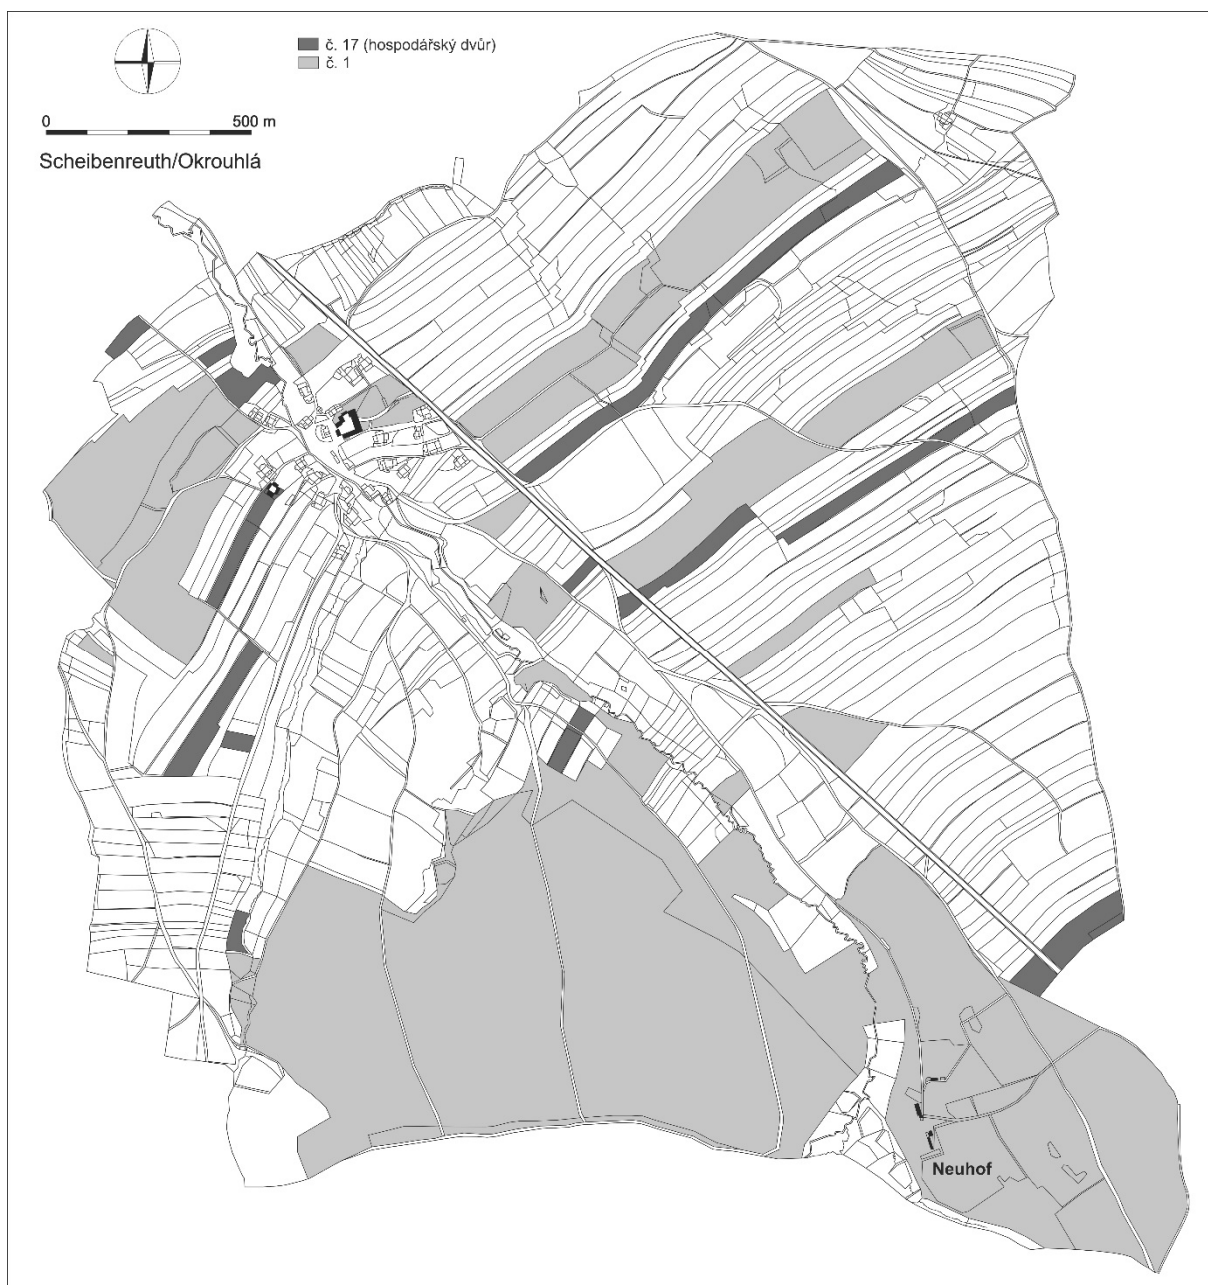 č. 17 (hospodářský dvůr)
č. 1
0 500 m
Scheibenreuth/Okrouhlá
Neuhof